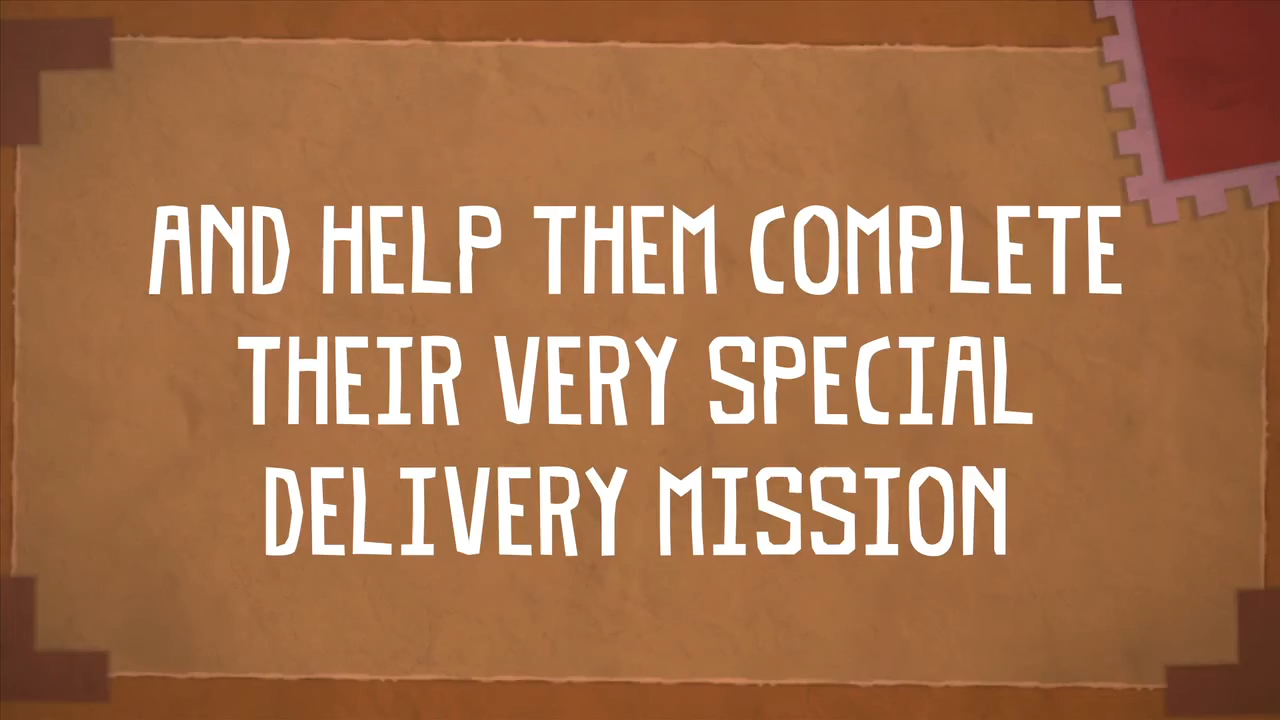 AND HELP THEM COMPLETE
THEIR VERY SPECIAL
DELIVERY MISSION